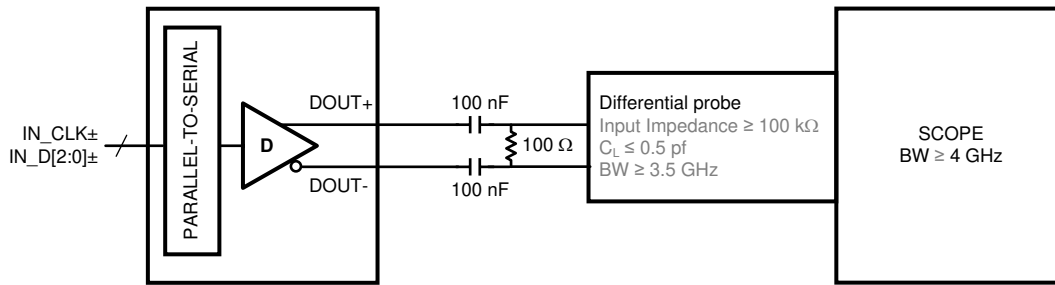 IN_CLK±
IN_D[2:0]±
PARALLEL-TO-SERIAL
D
DOUT+
DOUT-
100 nF
100 nF
100 Ω
Differential probe
Input Impedance ≥ 100 kΩ
CL ≤ 0.5 pf
BW ≥ 3.5 GHz
SCOPE
BW ≥ 4 GHz